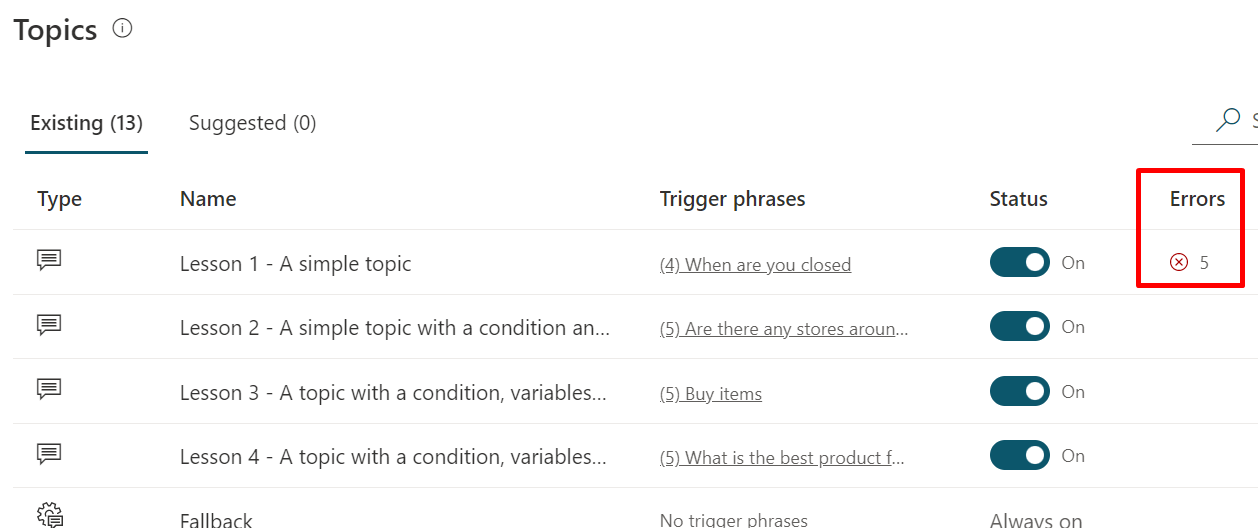 Topics
Existing (13) Suggested (0)
Type Name Trigger phrases Status Errors
Lesson 1 - A simple topic (4) When are you closed On 5
Lesson 2 - A simple topic with a condition an... (5) Are there any stores aroun... On
Lesson 3 - A topic with a condition, variables... (5) Buy items On
Lesson 4 - A topic with a condition, variables... (5) What is the best product f... On
Fallback No trigger phrases Always on